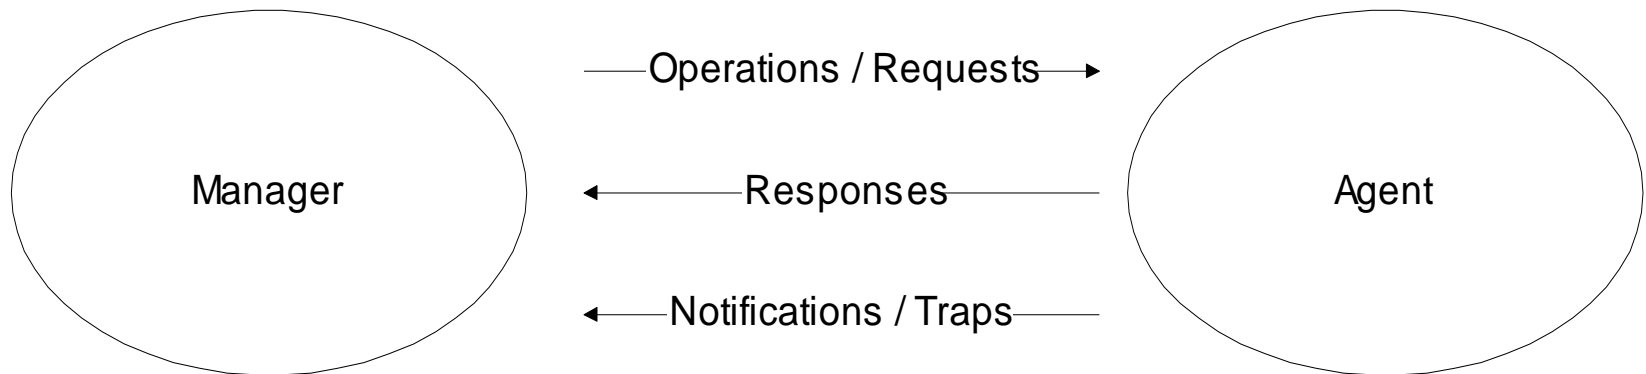 Operations / Requests
Manager
Responses
Agent
Notifications / Traps